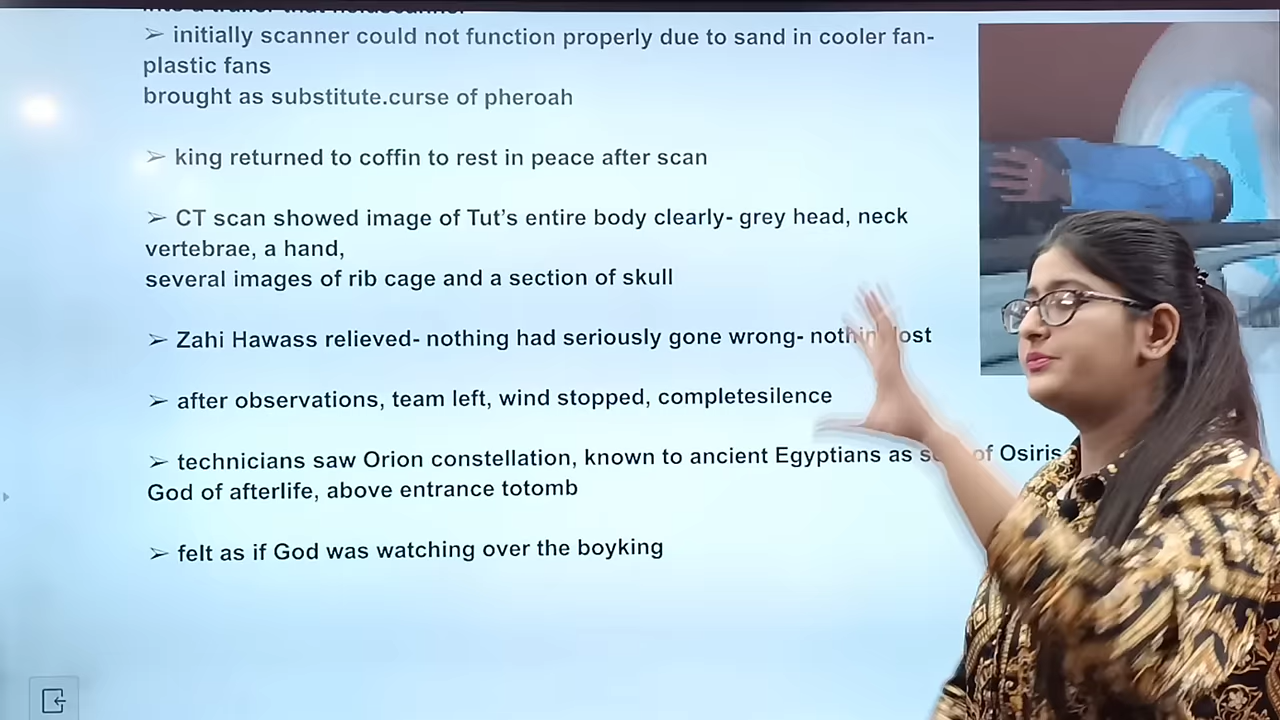 ➢ initially scanner could not function properly due to sand in cooler fan-
plastic fans
brought as substitute.curse of pheroah
➢ king returned to coffin to rest in peace after scan
➢ CT scan showed image of Tut's entire body clearly- grey head, neck
vertebrae, a hand,
several images of rib cage and a section of skull
➢ Zahi Hawass relieved- nothing had seriously gone wrong- lost
➢ after observations, team left, wind stopped, completesilence
➢ technicians saw Orion constellation, known to ancient Egyptians as of Osiris
God of afterlife, above entrance totomb
➢ felt as if God was watching over the boyking